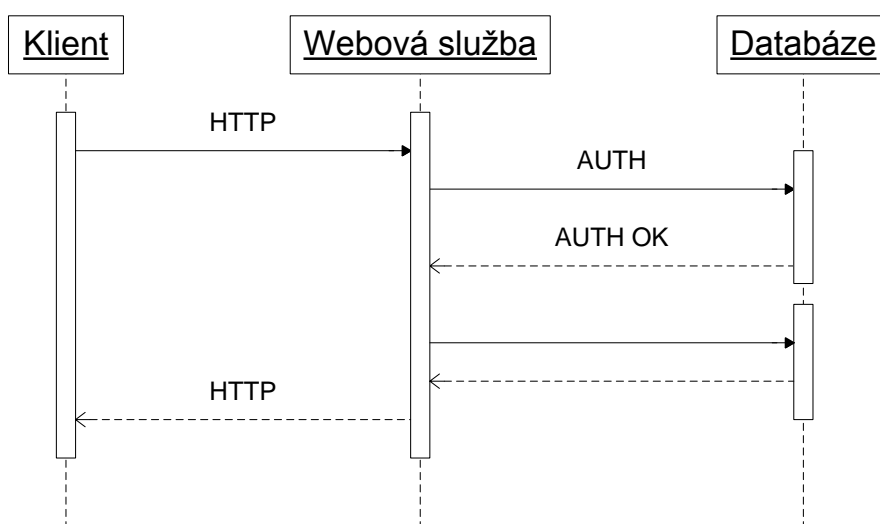 Klient
Webová služba
Databáze
HTTP
AUTH
AUTH OK
HTTP